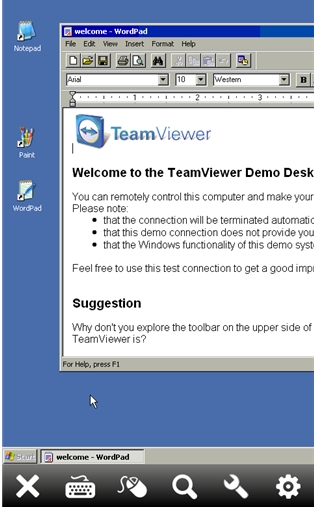 Notepad
Paint
WordPad
welcome - WordPad
File Edit View Insert Format Help
Arial 10 Western B
1 2 3
TeamViewer
Welcome to the TeamViewer Demo Desk
You can remotely control this computer and make your
Please note:
• that the connection will be terminated automatic
• that this demo connection does not provide you
• that the Windows functionality of this demo syst
Feel free to use this test connection to get a good impr
Suggestion
Why don't you explore the toolbar on the upper side of
TeamViewer is?
For Help, press F1
Start welcome - WordPad